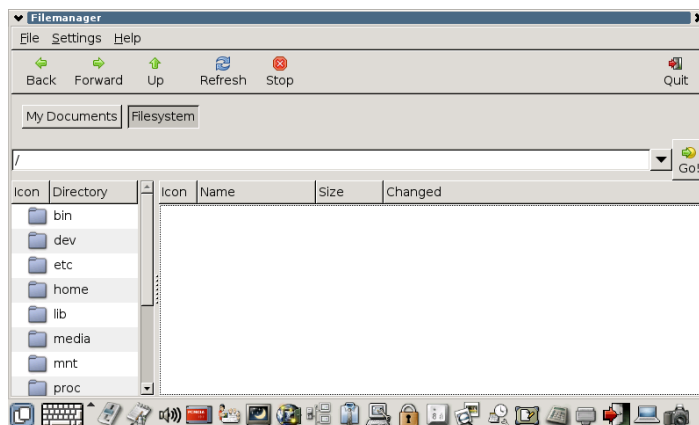 Filemanager
File Settings Help
Back Forward Up Refresh Stop Quit
My Documents Filesystem
/
Go!
Icon Directory Icon Name Size Changed
bin
dev
etc
home
lib
media
mnt
proc